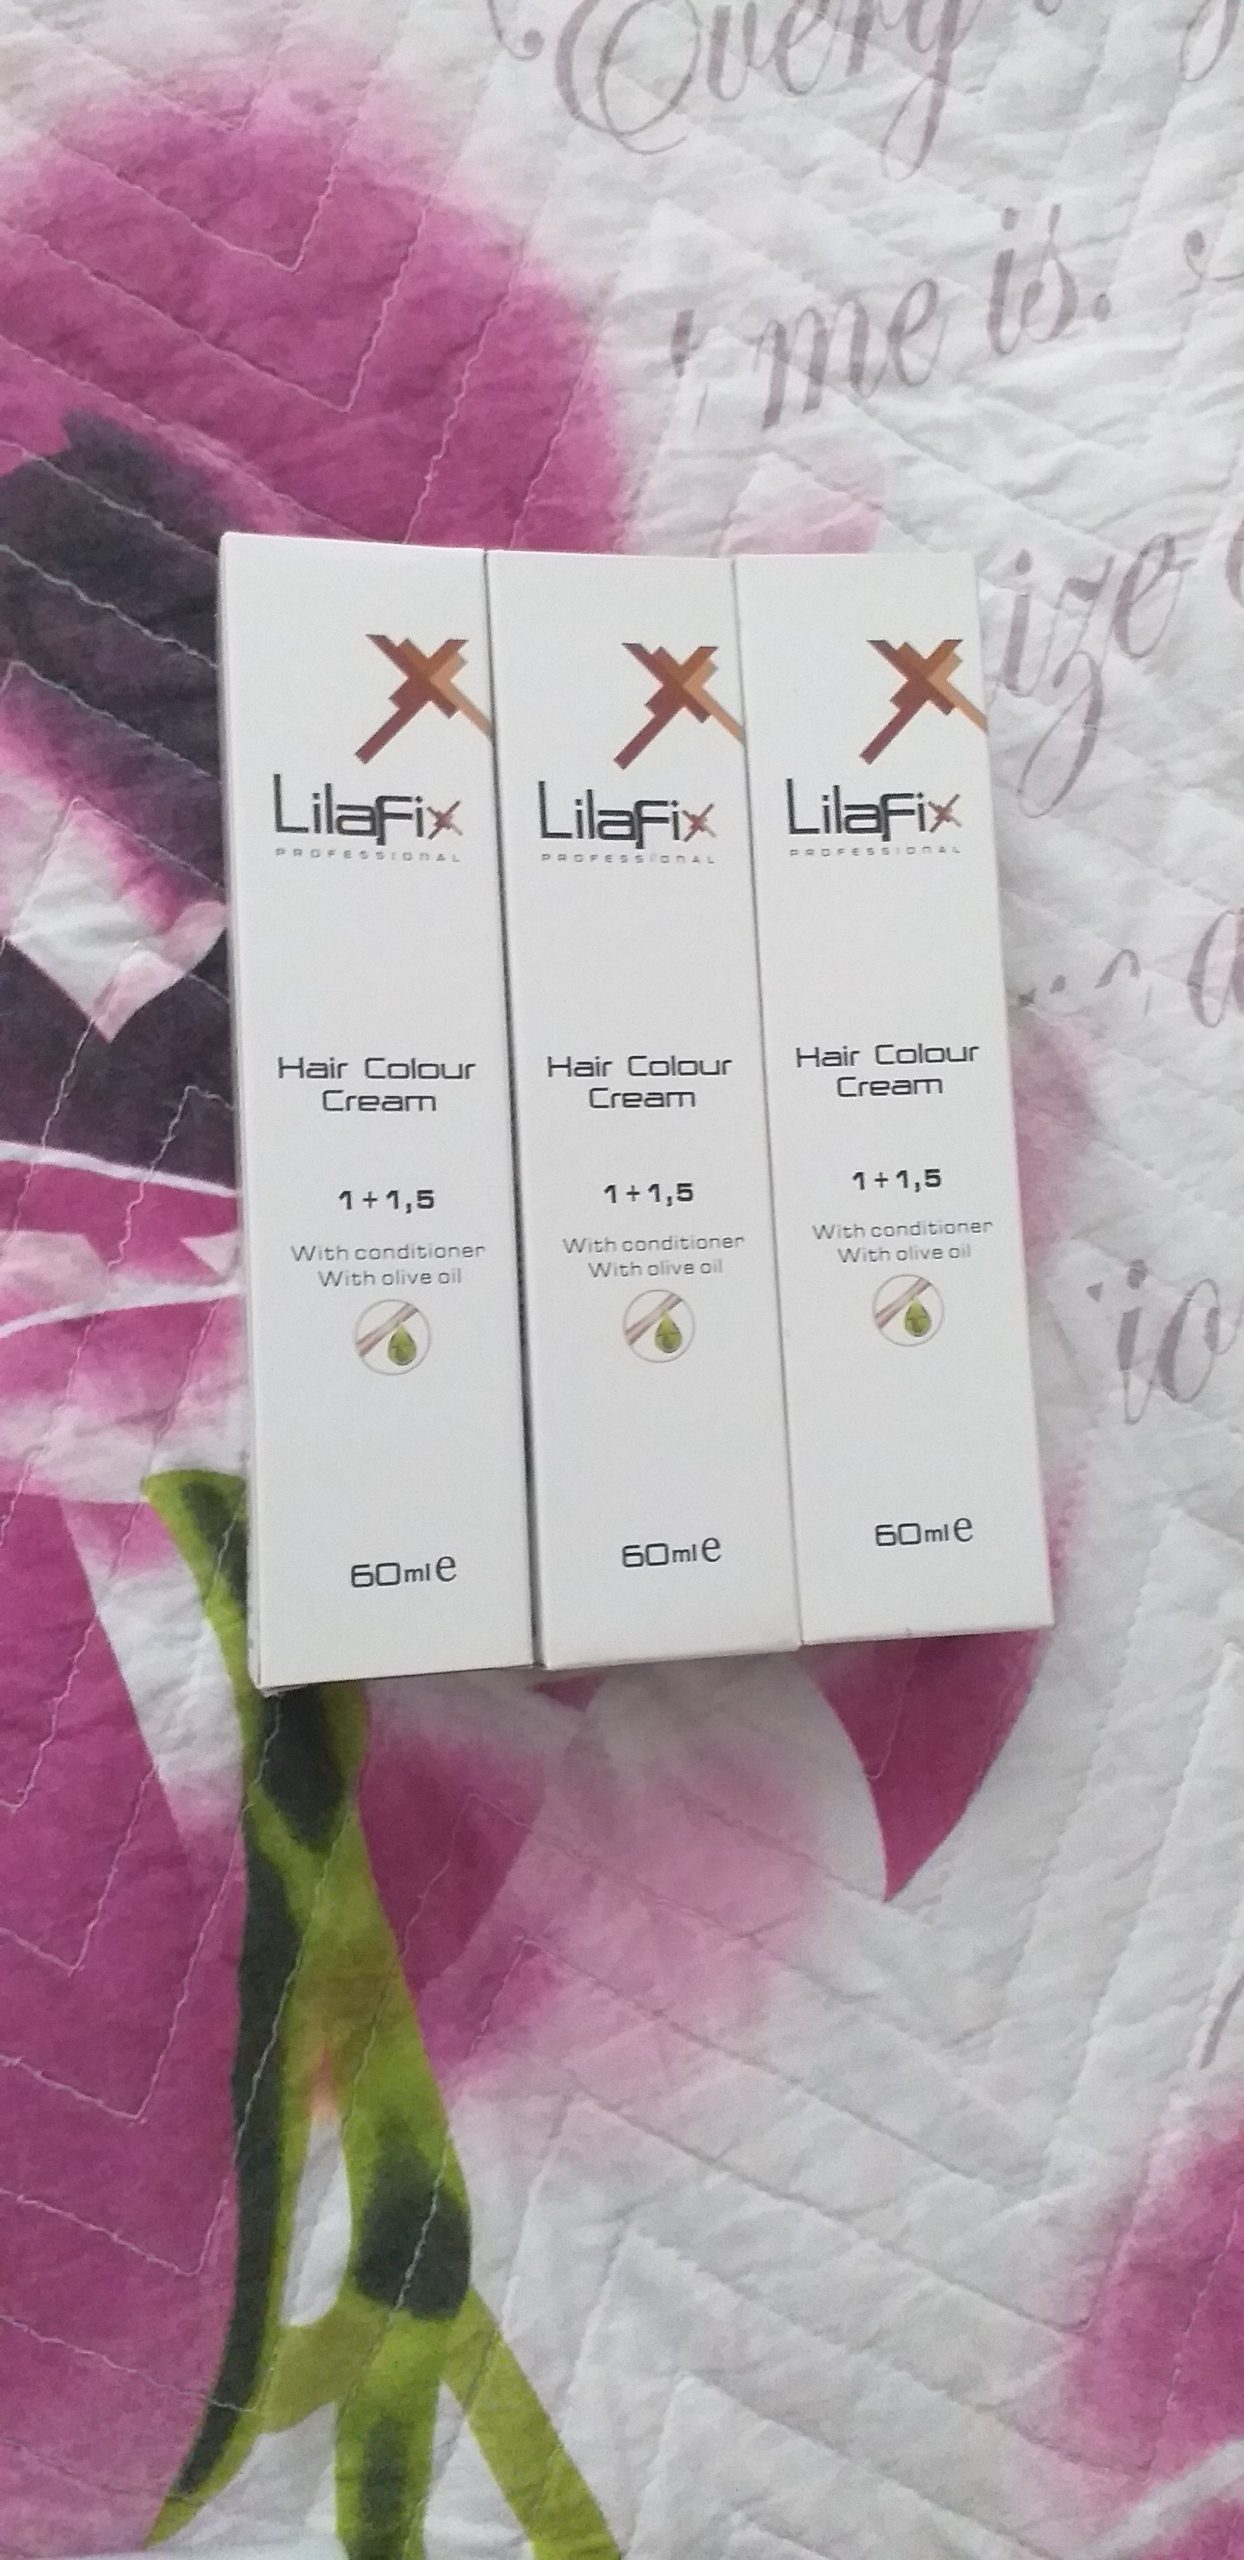 Every
me is.
ize
LilaFix
PROFESSIONAL
Hair Colour
Cream
1+1,5
With conditioner
With olive oil
60ml e
LilaFix
PROFESSIONAL
Hair Colour
Cream
1+1,5
With conditioner
With olive oil
60ml e
LilaFix
PROFESSIONAL
Hair Colour
Cream
1+1,5
With conditioner
With olive oil
60ml e